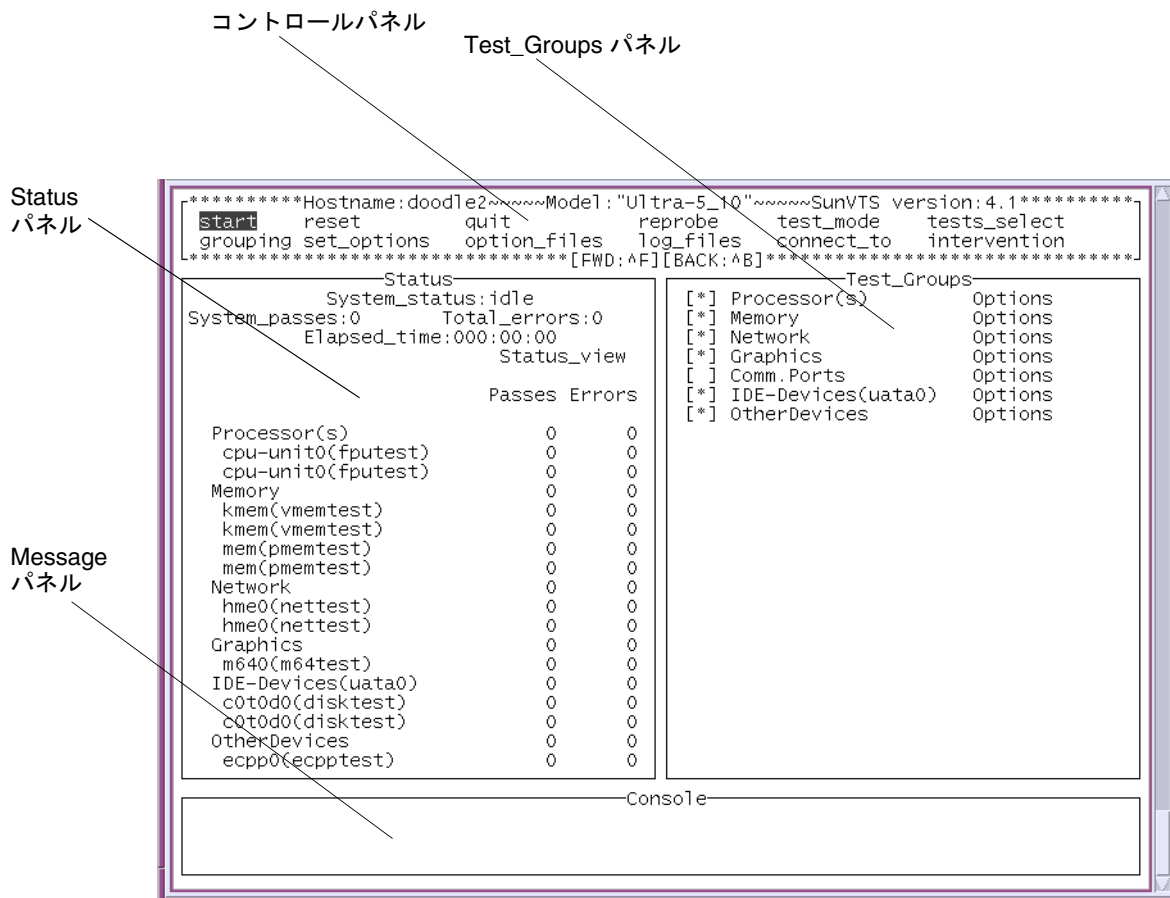 コントロールパネル
Test_Groups パネル
Status
パネル
Message
パネル
**********Hostname:doodle2~~~~~Model:"Ultra-5_10"~~~~~SunVTS version:4.1**********
start reset quit reprobe test_mode tests_select
grouping set_options option_files log_files connect_to intervention
**********************************[FWD:^F][BACK:^B]**********************************
Status
System_status:idle
System_passes:0 Total_errors:0
Elapsed_time:000:00:00
Status_view
Passes Errors
Processor(s) 0 0
cpu-unit0(fputest) 0 0
cpu-unit0(fputest) 0 0
Memory 0 0
kmem(vmemtest) 0 0
kmem(vmemtest) 0 0
mem(pmemtest) 0 0
mem(pmemtest) 0 0
Network 0 0
hme0(nettest) 0 0
hme0(nettest) 0 0
Graphics 0 0
m640(m64test) 0 0
IDE-Devices(uata0) 0 0
c0t0d0(disktest) 0 0
c0t0d0(disktest) 0 0
OtherDevices 0 0
ecpp0(ecpptest) 0 0
Test_Groups
[*] Processor(s) Options
[*] Memory Options
[*] Network Options
[*] Graphics Options
[ ] Comm.Ports Options
[*] IDE-Devices(uata0) Options
[*] OtherDevices Options
Console